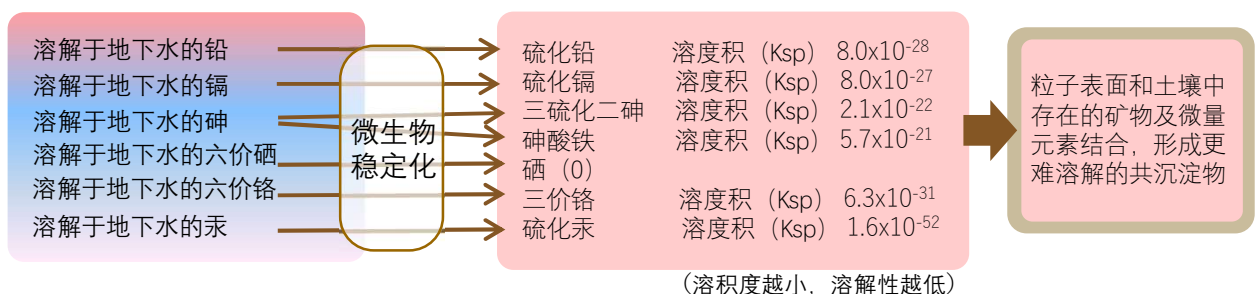 溶解于地下水的铅
溶解于地下水的镉
溶解于地下水的砷
溶解于地下水的六价硒
溶解于地下水的六价铬
溶解于地下水的汞
微生物
稳定化
硫化铅 溶度积（Ksp） 8.0x10⁻²⁸
硫化镉 溶度积（Ksp） 8.0x10⁻²⁷
三硫化二砷 溶度积（Ksp） 2.1x10⁻²²
砷酸铁 溶度积（Ksp） 5.7x10⁻²¹
硒（0）
三价铬 溶度积（Ksp） 6.3x10⁻³¹
硫化汞 溶度积（Ksp） 1.6x10⁻⁵²
（溶积度越小，溶解性越低）
粒子表面和土壤中
存在的矿物及微量
元素结合，形成更
难溶解的共沉淀物